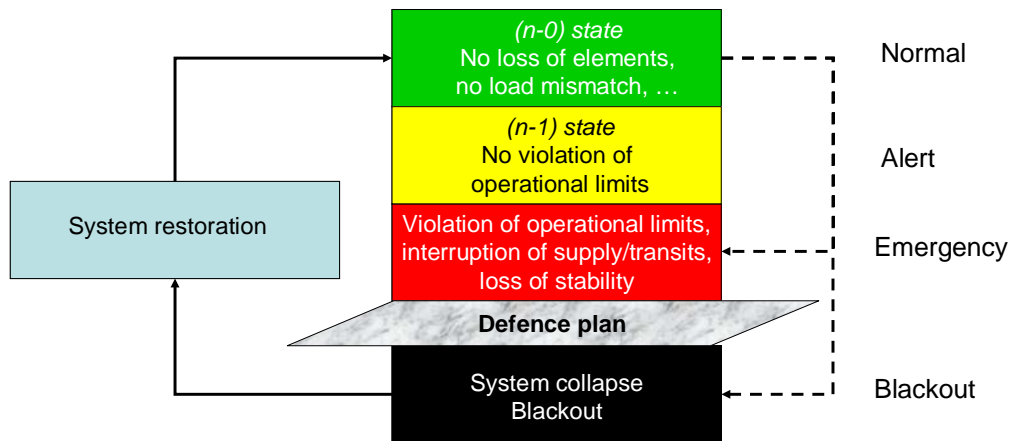 (n-0) state
No loss of elements,
no load mismatch, …
Normal
(n-1) state
No violation of
operational limits
Alert
System restoration
Violation of operational limits,
interruption of supply/transits,
loss of stability
Emergency
Defence plan
System collapse
Blackout
Blackout